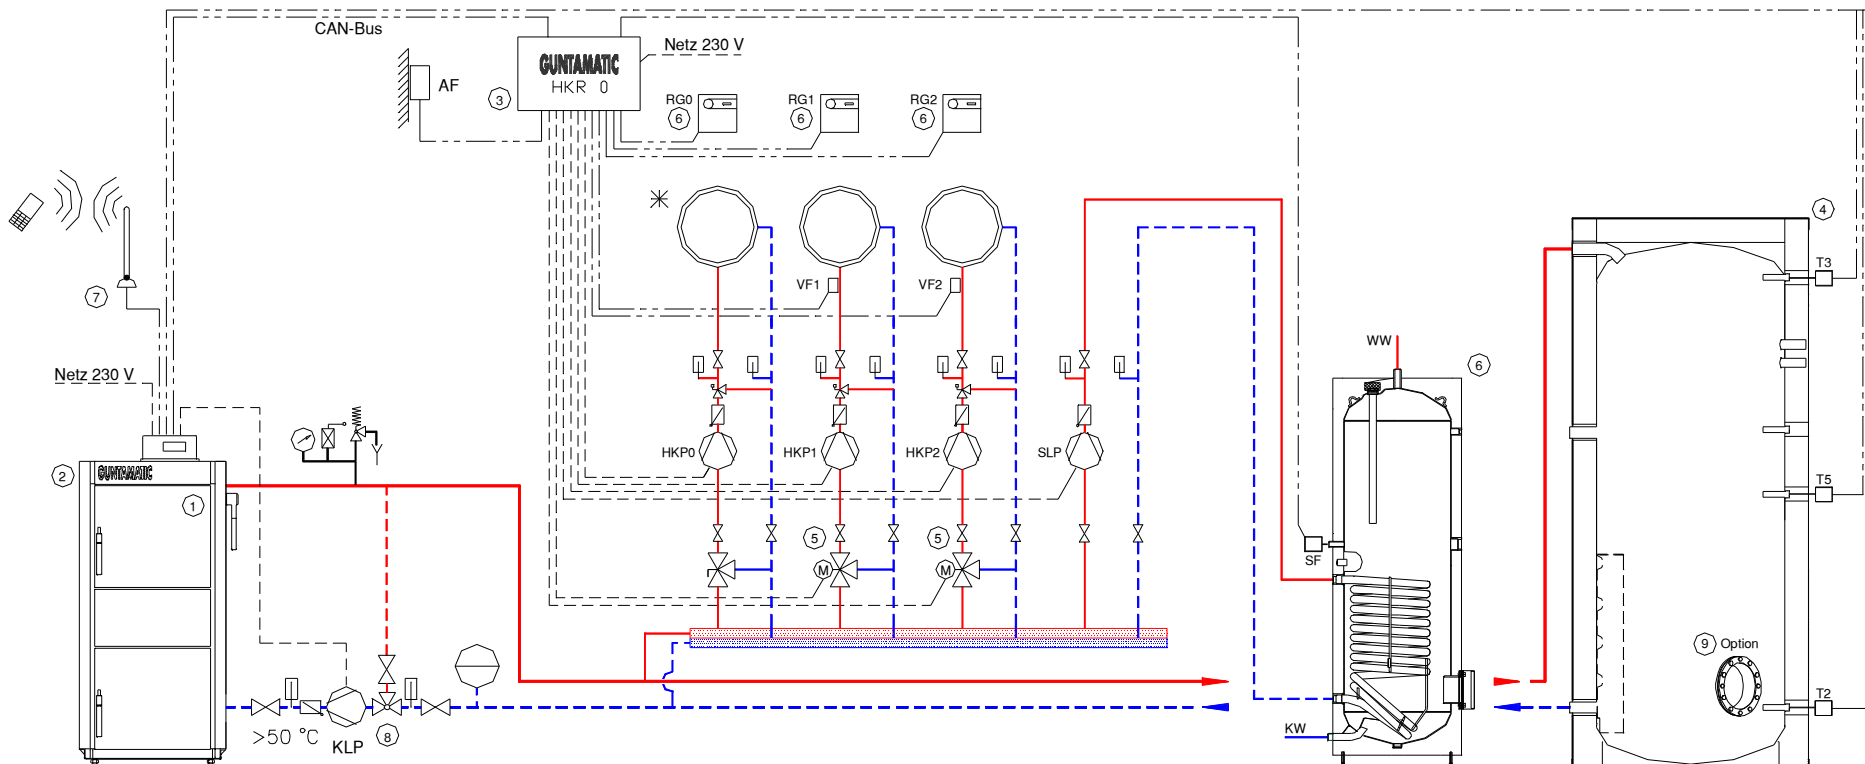 CAN-Bus
Netz 230 V
GUNTAMATIC
HKR 0
3
AF
RG0
6
RG1
6
RG2
6
7
4
T3
VF1
VF2
WW
6
Netz 230 V
HKP0
HKP1
HKP2
SLP
2
GUNTAMATIC
1
T5
5
5
SF
M
M
9
Option
T2
>50 °C
KLP
8
KW